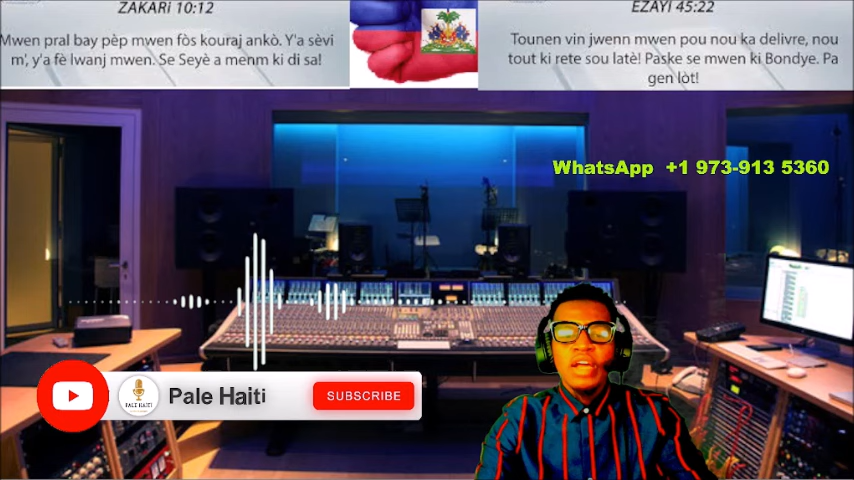 ZAKARi 10:12
Mwen pral bay pèp mwen fòs kouraj ankò. Y'a sèvi
m', y'a fè lwanj mwen. Se Seyè a menm ki di sa!
EZAYI 45:22
Tounen vin jwenn mwen pou nou ka delivre, nou
tout ki rete sou latè! Paske se mwen ki Bondye. Pa
gen lòt!
WhatsApp +1 973-913 5360
PALE HAITI
Pale Haiti
SUBSCRIBE